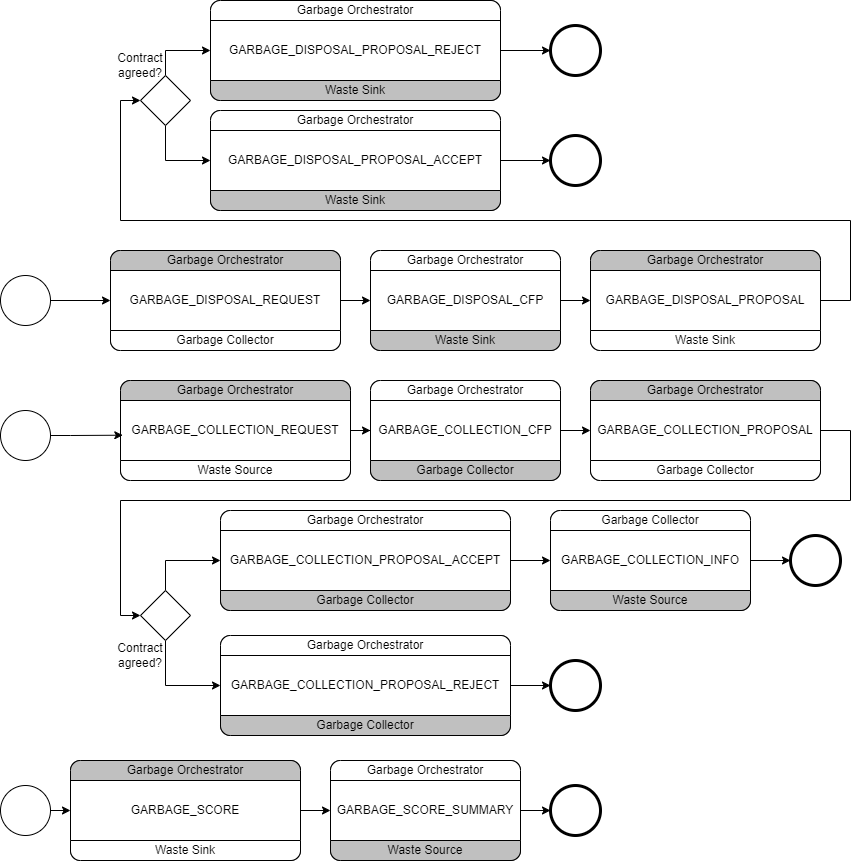 Garbage Orchestrator
GARBAGE_DISPOSAL_PROPOSAL_REJECT
Waste Sink
Contract
agreed?
Garbage Orchestrator
GARBAGE_DISPOSAL_PROPOSAL_ACCEPT
Waste Sink
Garbage Orchestrator
GARBAGE_DISPOSAL_REQUEST
Garbage Collector
Garbage Orchestrator
GARBAGE_DISPOSAL_CFP
Waste Sink
Garbage Orchestrator
GARBAGE_DISPOSAL_PROPOSAL
Waste Sink
Garbage Orchestrator
GARBAGE_COLLECTION_REQUEST
Waste Source
Garbage Orchestrator
GARBAGE_COLLECTION_CFP
Garbage Collector
Garbage Orchestrator
GARBAGE_COLLECTION_PROPOSAL
Garbage Collector
Garbage Orchestrator
GARBAGE_COLLECTION_PROPOSAL_ACCEPT
Garbage Collector
Garbage Collector
GARBAGE_COLLECTION_INFO
Waste Source
Contract
agreed?
Garbage Orchestrator
GARBAGE_COLLECTION_PROPOSAL_REJECT
Garbage Collector
Garbage Orchestrator
GARBAGE_SCORE
Waste Sink
Garbage Orchestrator
GARBAGE_SCORE_SUMMARY
Waste Source